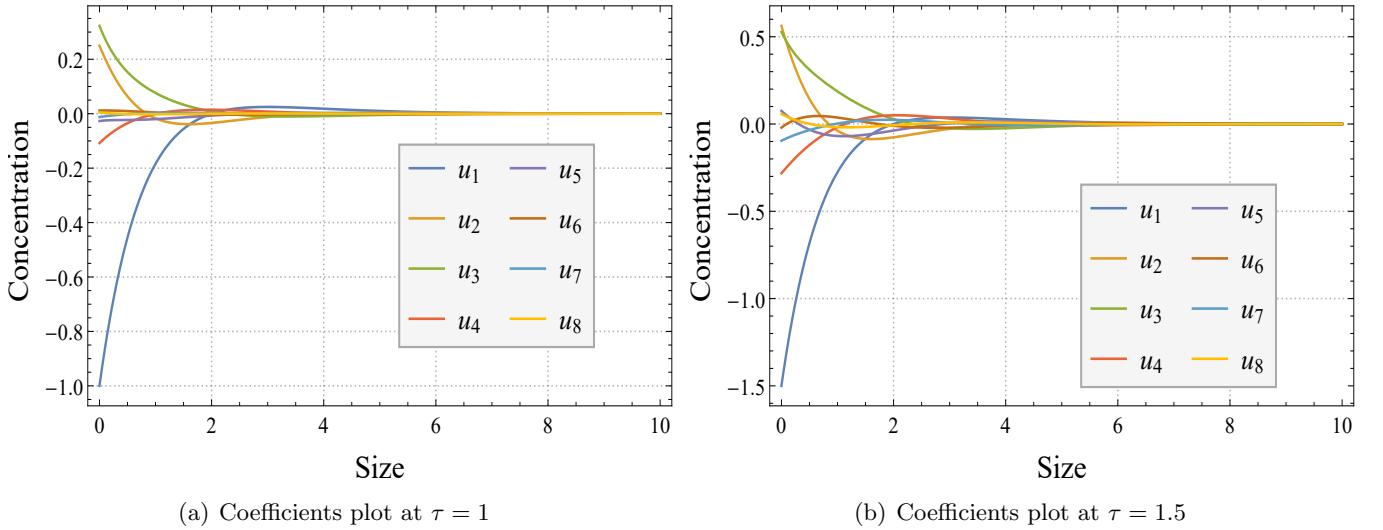 0.2
0.0
-0.2
-0.4
-0.6
-0.8
-1.0
Concentration
u1 u5
u2 u6
u3 u7
u4 u8
0 2 4 6 8 10
Size
(a) Coefficients plot at τ = 1
0.5
0.0
-0.5
-1.0
-1.5
Concentration
u1 u5
u2 u6
u3 u7
u4 u8
0 2 4 6 8 10
Size
(b) Coefficients plot at τ = 1.5